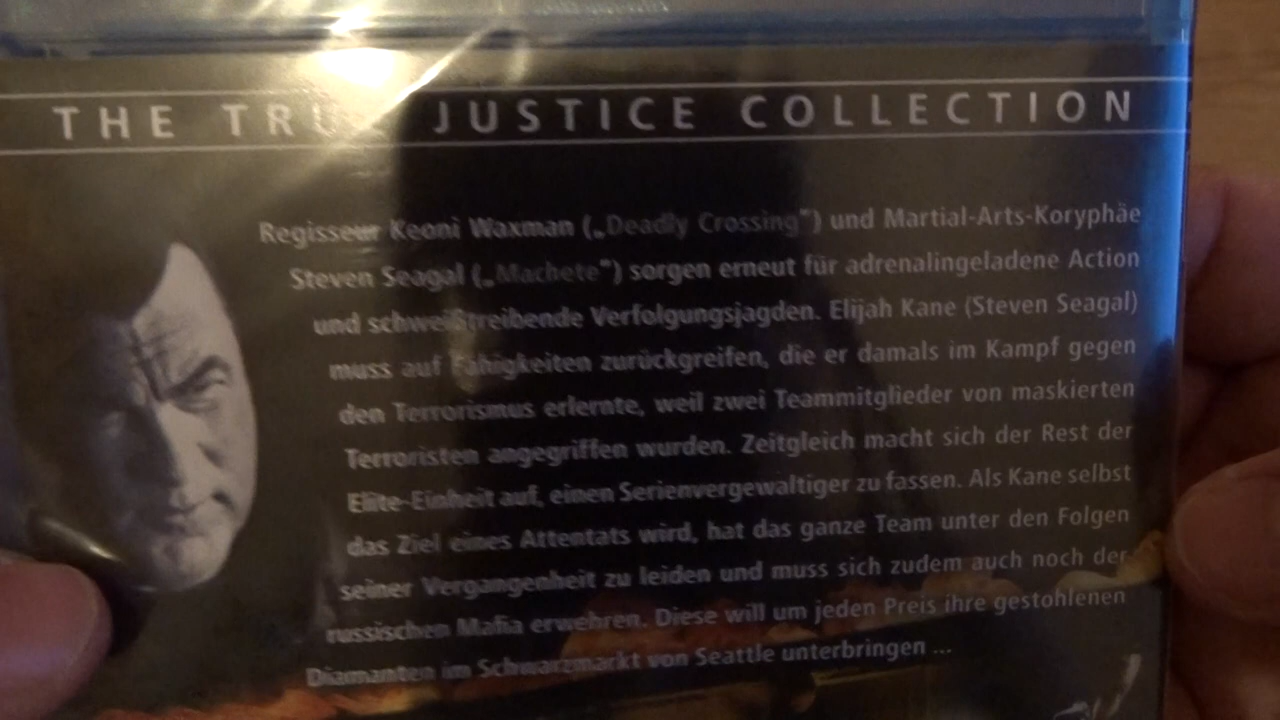 THE TRUE JUSTICE COLLECTION
Regisseur Keoni Waxman („Deadly Crossing") und Martial-Arts-Koryphäe
Steven Seagal („Machete") sorgen erneut für adrenalingeladene Action
und schweißtreibende Verfolgungsjagden. Elijah Kane (Steven Seagal)
muss auf Fähigkeiten zurückgreifen, die er damals im Kampf gegen
den Terrorismus erlernte, weil zwei Teammitglieder von maskierten
Terroristen angegriffen wurden. Zeitgleich macht sich der Rest der
Elite-Einheit auf, einen Serienvergewaltiger zu fassen. Als Kane selbst
das Ziel eines Attentats wird, hat das ganze Team unter den Folgen
seiner Vergangenheit zu leiden und muss sich zudem auch noch der
russischen Mafia erwehren. Diese will um jeden Preis ihre gestohlenen
Diamanten im Schwarzmarkt von Seattle unterbringen ...